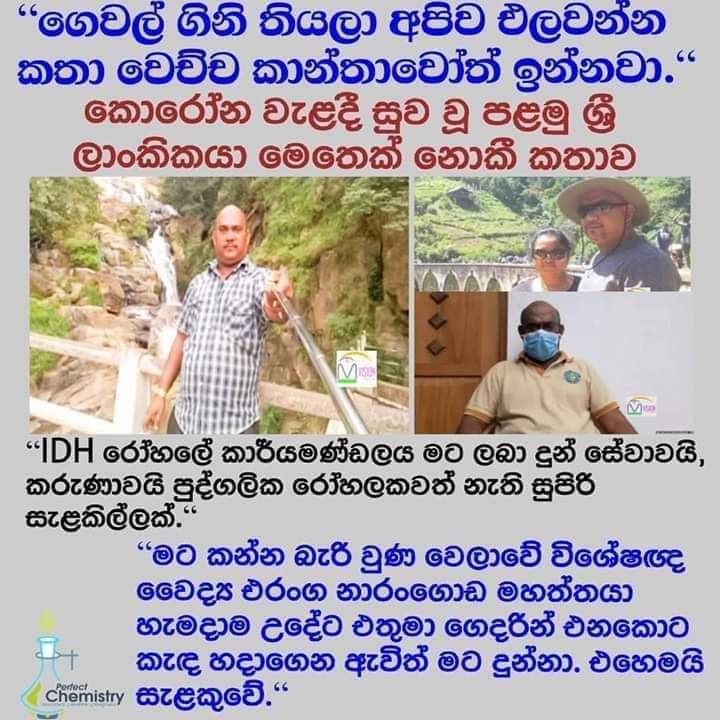 “ගෙවල් ගිනි තියලා අපිව එලවන්න
කතා වෙච්ච කාන්තාවෝත් ඉන්නවා.“
කොරෝන වැළදී සුව වූ පළමු ශ්‍රී
ලාංකිකයා මෙතෙක් නොකී කතාව
V VISION
V VISION
“IDH රෝහලේ කාර්යමණ්ඩලය මට ලබා දුන් සේවාවයි,
කරුණාවයි පුද්ගලික රෝහලකවත් නැති සුපිරි
සැළකිල්ලක්.“
“මට කන්න බැරි වුණ වෙලාවේ විශේෂඥ
වෛද්‍ය එරංග නාරංගොඩ මහත්තයා
හැමදාම උදේට එතුමා ගෙදරින් එනකොට
කැඳ හදාගෙන ඇවිත් මට දුන්නා. එහෙමයි
සැළකුවේ.“
Perfect
Chemistry